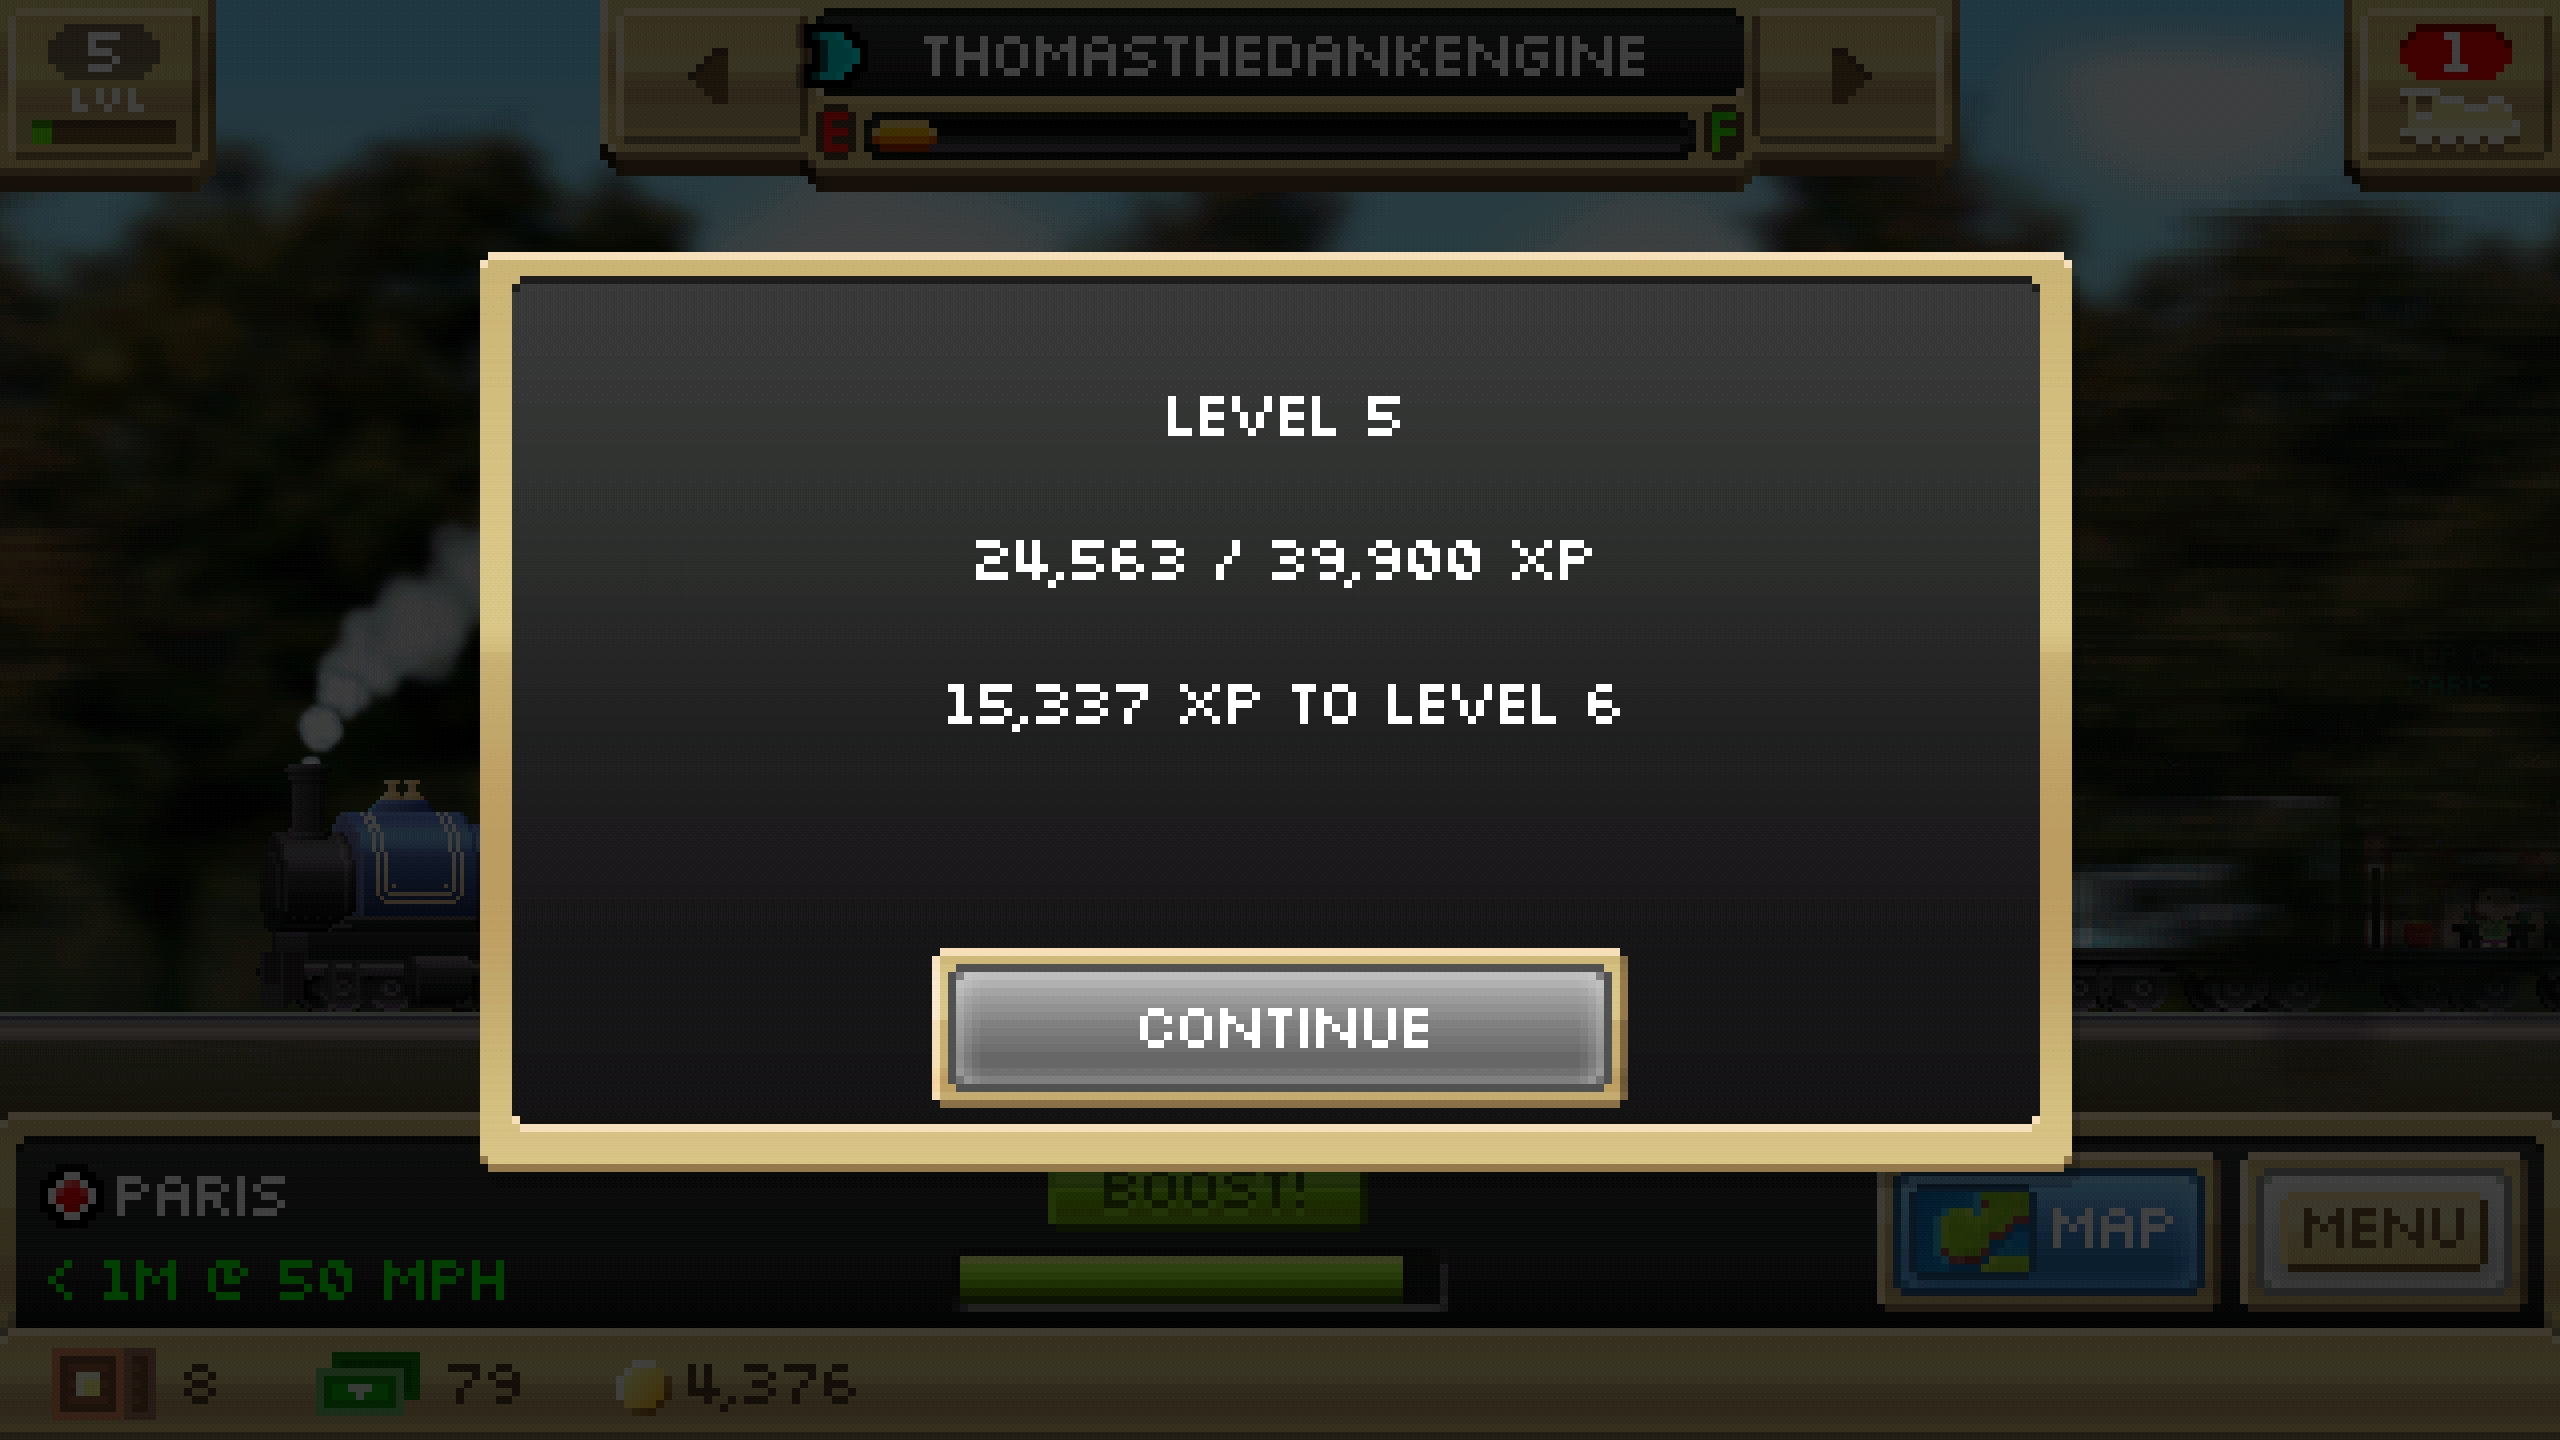 5
LVL
THOMASTHEDANKENGINE
E
F
1
LEVEL 5
24,563 / 39,900 XP
15,337 XP TO LEVEL 6
CONTINUE
BOOST!
PARIS
< 1M @ 50 MPH
MAP
MENU
8
79
4,376